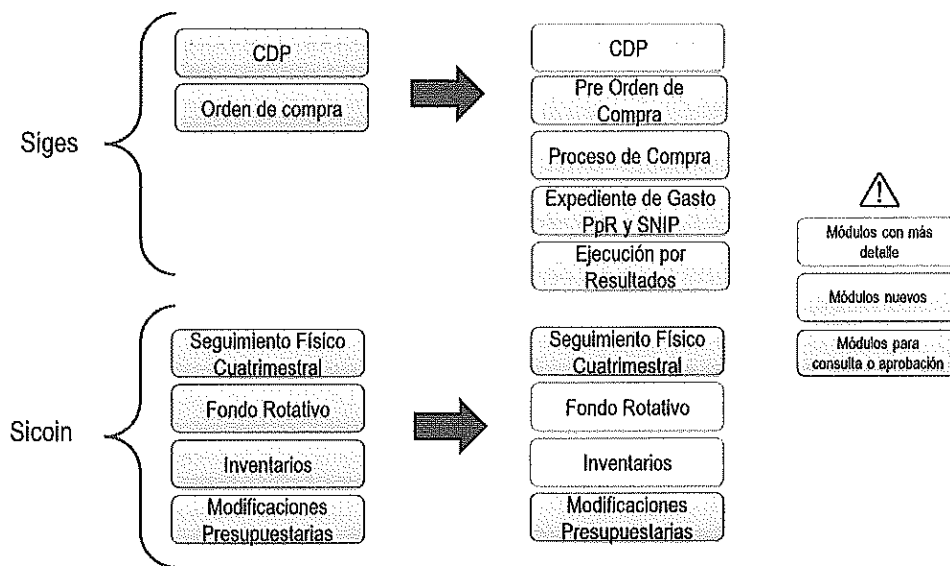 Siges
CDP
Orden de compra
CDP
Pre Orden de
Compra
Proceso de Compra
Expediente de Gasto
PpR y SNIP
Ejecución por
Resultados
Módulos con más
detalle
Módulos nuevos
Módulos para
consulta o aprobación
Sicoin
Seguimiento Físico
Cuatrimestral
Fondo Rotativo
Inventarios
Modificaciones
Presupuestarias
Seguimiento Físico
Cuatrimestral
Fondo Rotativo
Inventarios
Modificaciones
Presupuestarias